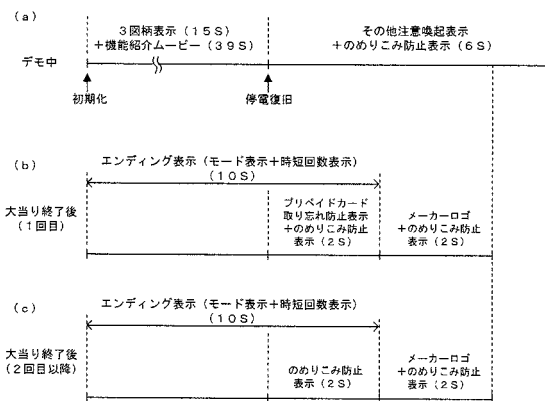 (a)
3図柄表示(15S)
+機能紹介ムービー(39S)
その他注意喚起表示
+のめりこみ防止表示(6S)
デモ中
初期化
停電復旧
(b)
エンディング表示(モード表示+時短回数表示)
(10S)
大当り終了後
(1回目)
プリペイドカード
取り忘れ防止表示
+のめりこみ防止
表示(2S)
メーカーロゴ
+のめりこみ防止
表示(2S)
(c)
エンディング表示(モード表示+時短回数表示)
(10S)
大当り終了後
(2回目以降)
のめりこみ防止
表示(2S)
メーカーロゴ
+のめりこみ防止
表示(2S)